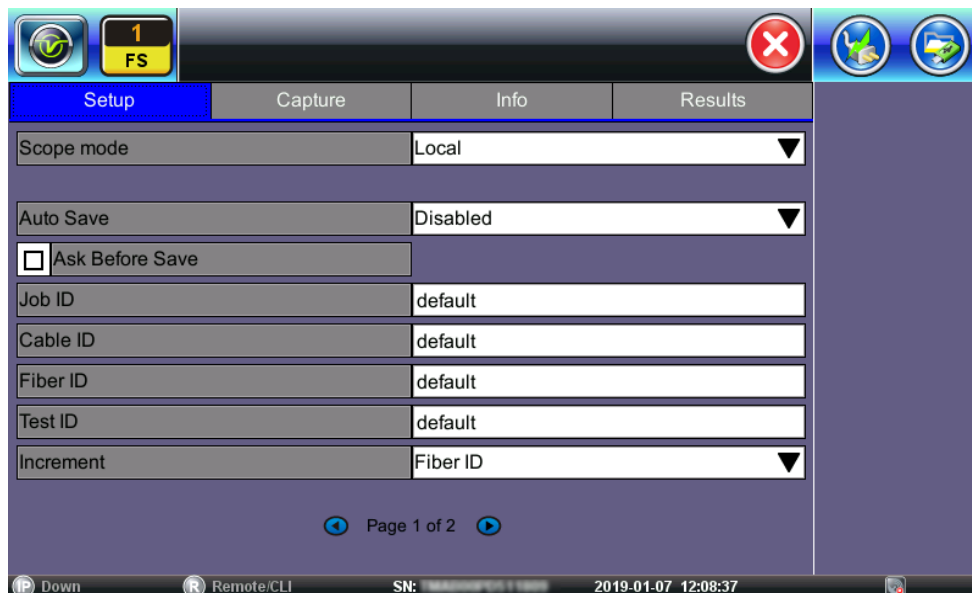 1
FS
Setup Capture Info Results
Scope mode Local
Auto Save Disabled
Ask Before Save
Job ID default
Cable ID default
Fiber ID default
Test ID default
Increment Fiber ID
Page 1 of 2
IP Down R Remote/CLI SN: 2019-01-07 12:08:37